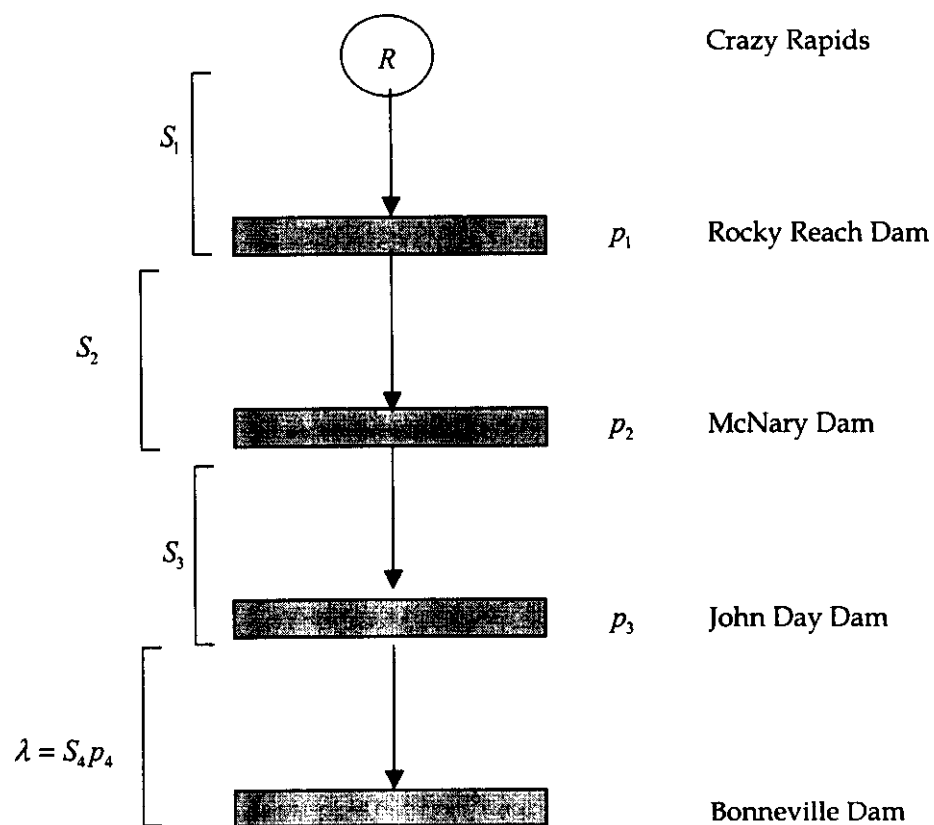 R
Crazy Rapids
S₁
p₁ Rocky Reach Dam
S₂
p₂ McNary Dam
S₃
p₃ John Day Dam
λ = S₄p₄
Bonneville Dam